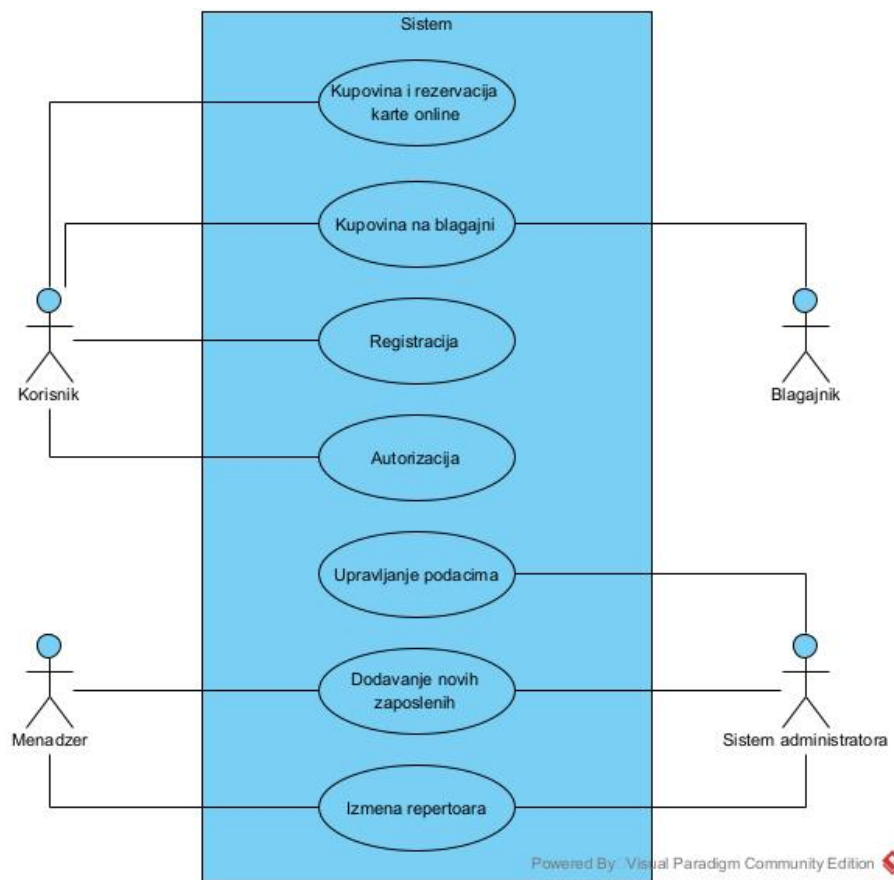 Sistem
Kupovina i rezervacija
karte online
Kupovina na blagajni
Registracija
Korisnik
Blagajnik
Autorizacija
Upravljanje podacima
Dodavanje novih
zaposlenih
Menadzer
Sistem administratora
Izmena repertoara
Powered By Visual Paradigm Community Edition